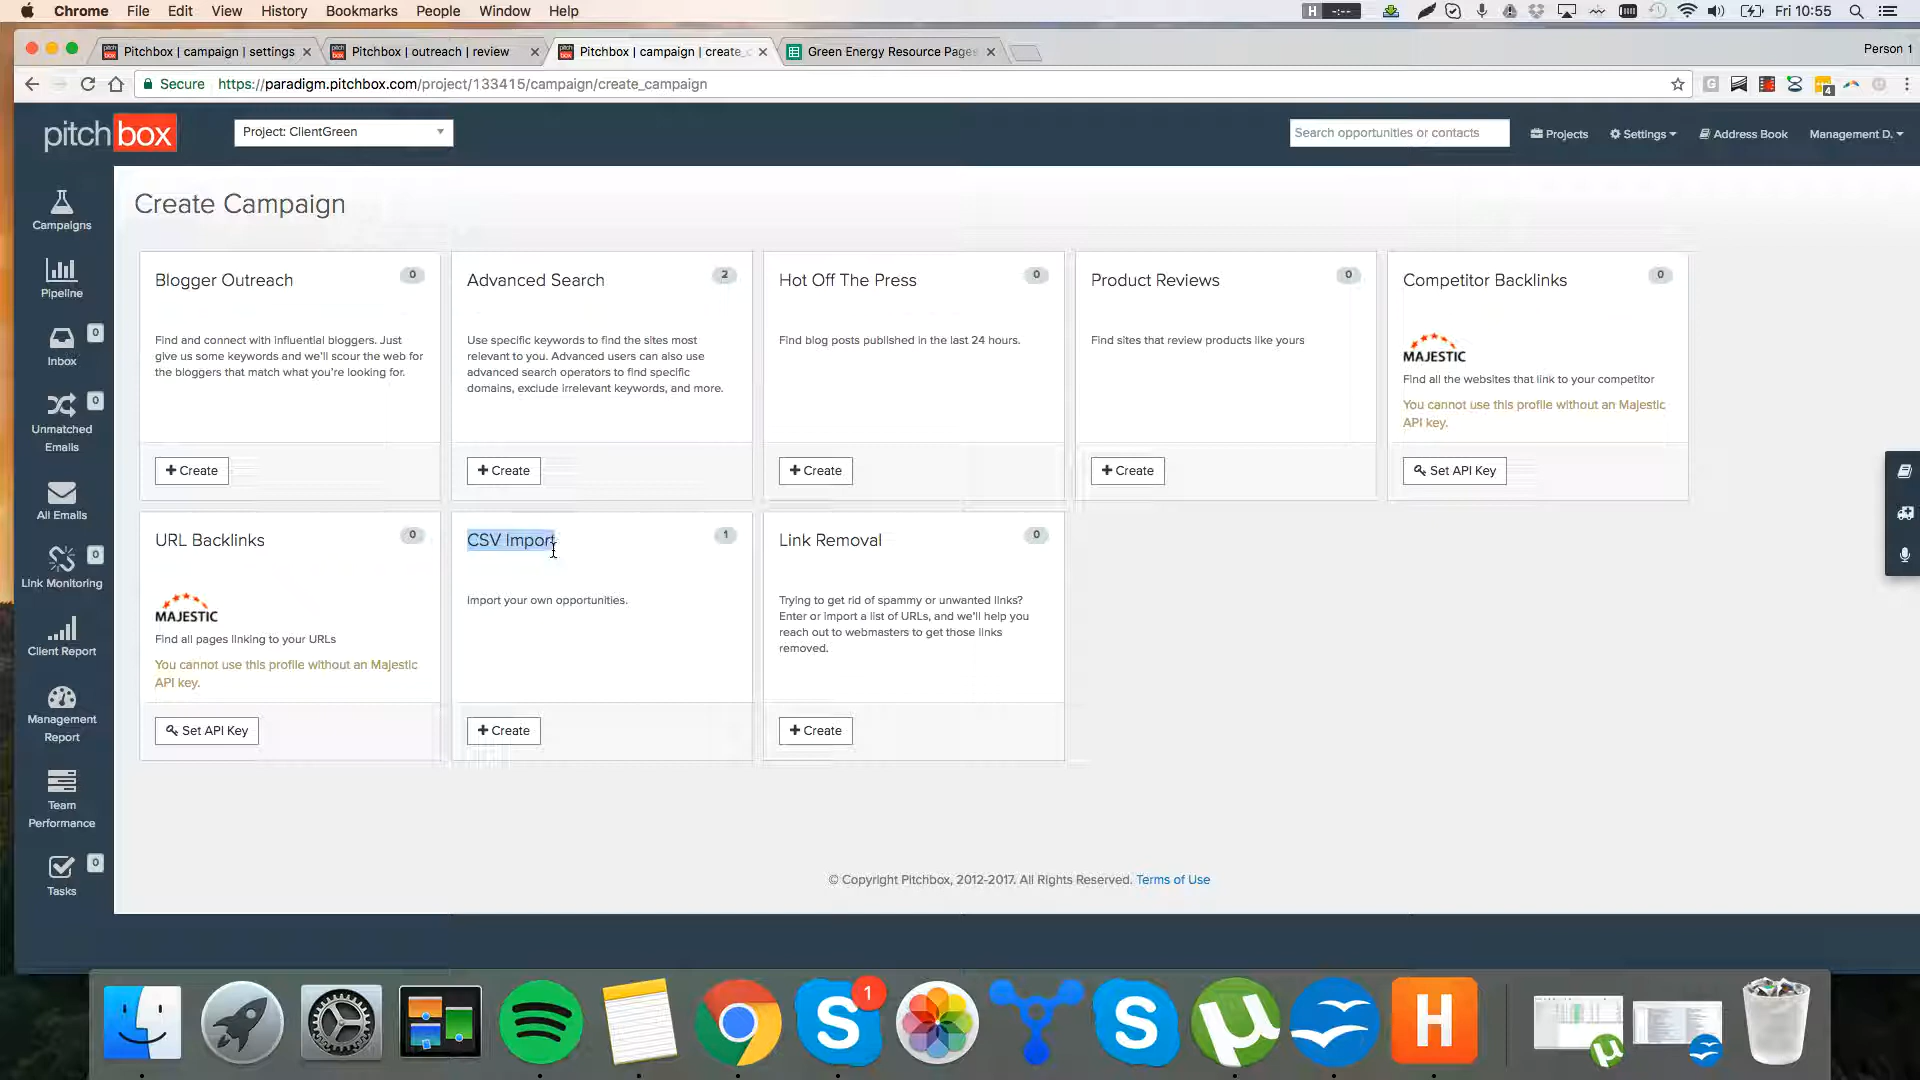 Chrome File Edit View History Bookmarks People Window Help
H --:-- Fri 10:55
Pitchbox | campaign | settings
Pitchbox | outreach | review
Pitchbox | campaign | create_c
Green Energy Resource Pages
Person 1
Secure https://paradigm.pitchbox.com/project/133415/campaign/create_campaign
4
pitchbox
Project: ClientGreen
Search opportunities or contacts
Projects
Settings
Address Book
Management D.
Campaigns
Pipeline
Inbox 0
Unmatched Emails 0
All Emails
Link Monitoring 0
Client Report
Management Report
Team Performance
Tasks 0
Create Campaign
Blogger Outreach 0
Find and connect with influential bloggers. Just
give us some keywords and we'll scour the web for
the bloggers that match what you're looking for.
+ Create
Advanced Search 2
Use specific keywords to find the sites most
relevant to you. Advanced users can also use
advanced search operators to find specific
domains, exclude irrelevant keywords, and more.
+ Create
Hot Off The Press 0
Find blog posts published in the last 24 hours.
+ Create
Product Reviews 0
Find sites that review products like yours
+ Create
Competitor Backlinks 0
MAJESTIC
Find all the websites that link to your competitor
You cannot use this profile without an Majestic
API key.
Set API Key
URL Backlinks 0
MAJESTIC
Find all pages linking to your URLs
You cannot use this profile without an Majestic
API key.
Set API Key
CSV Import 1
Import your own opportunities.
+ Create
Link Removal 0
Trying to get rid of spammy or unwanted links?
Enter or import a list of URLs, and we'll help you
reach out to webmasters to get those links
removed.
+ Create
© Copyright Pitchbox, 2012-2017. All Rights Reserved. Terms of Use
S 1
S
µ
H
µ